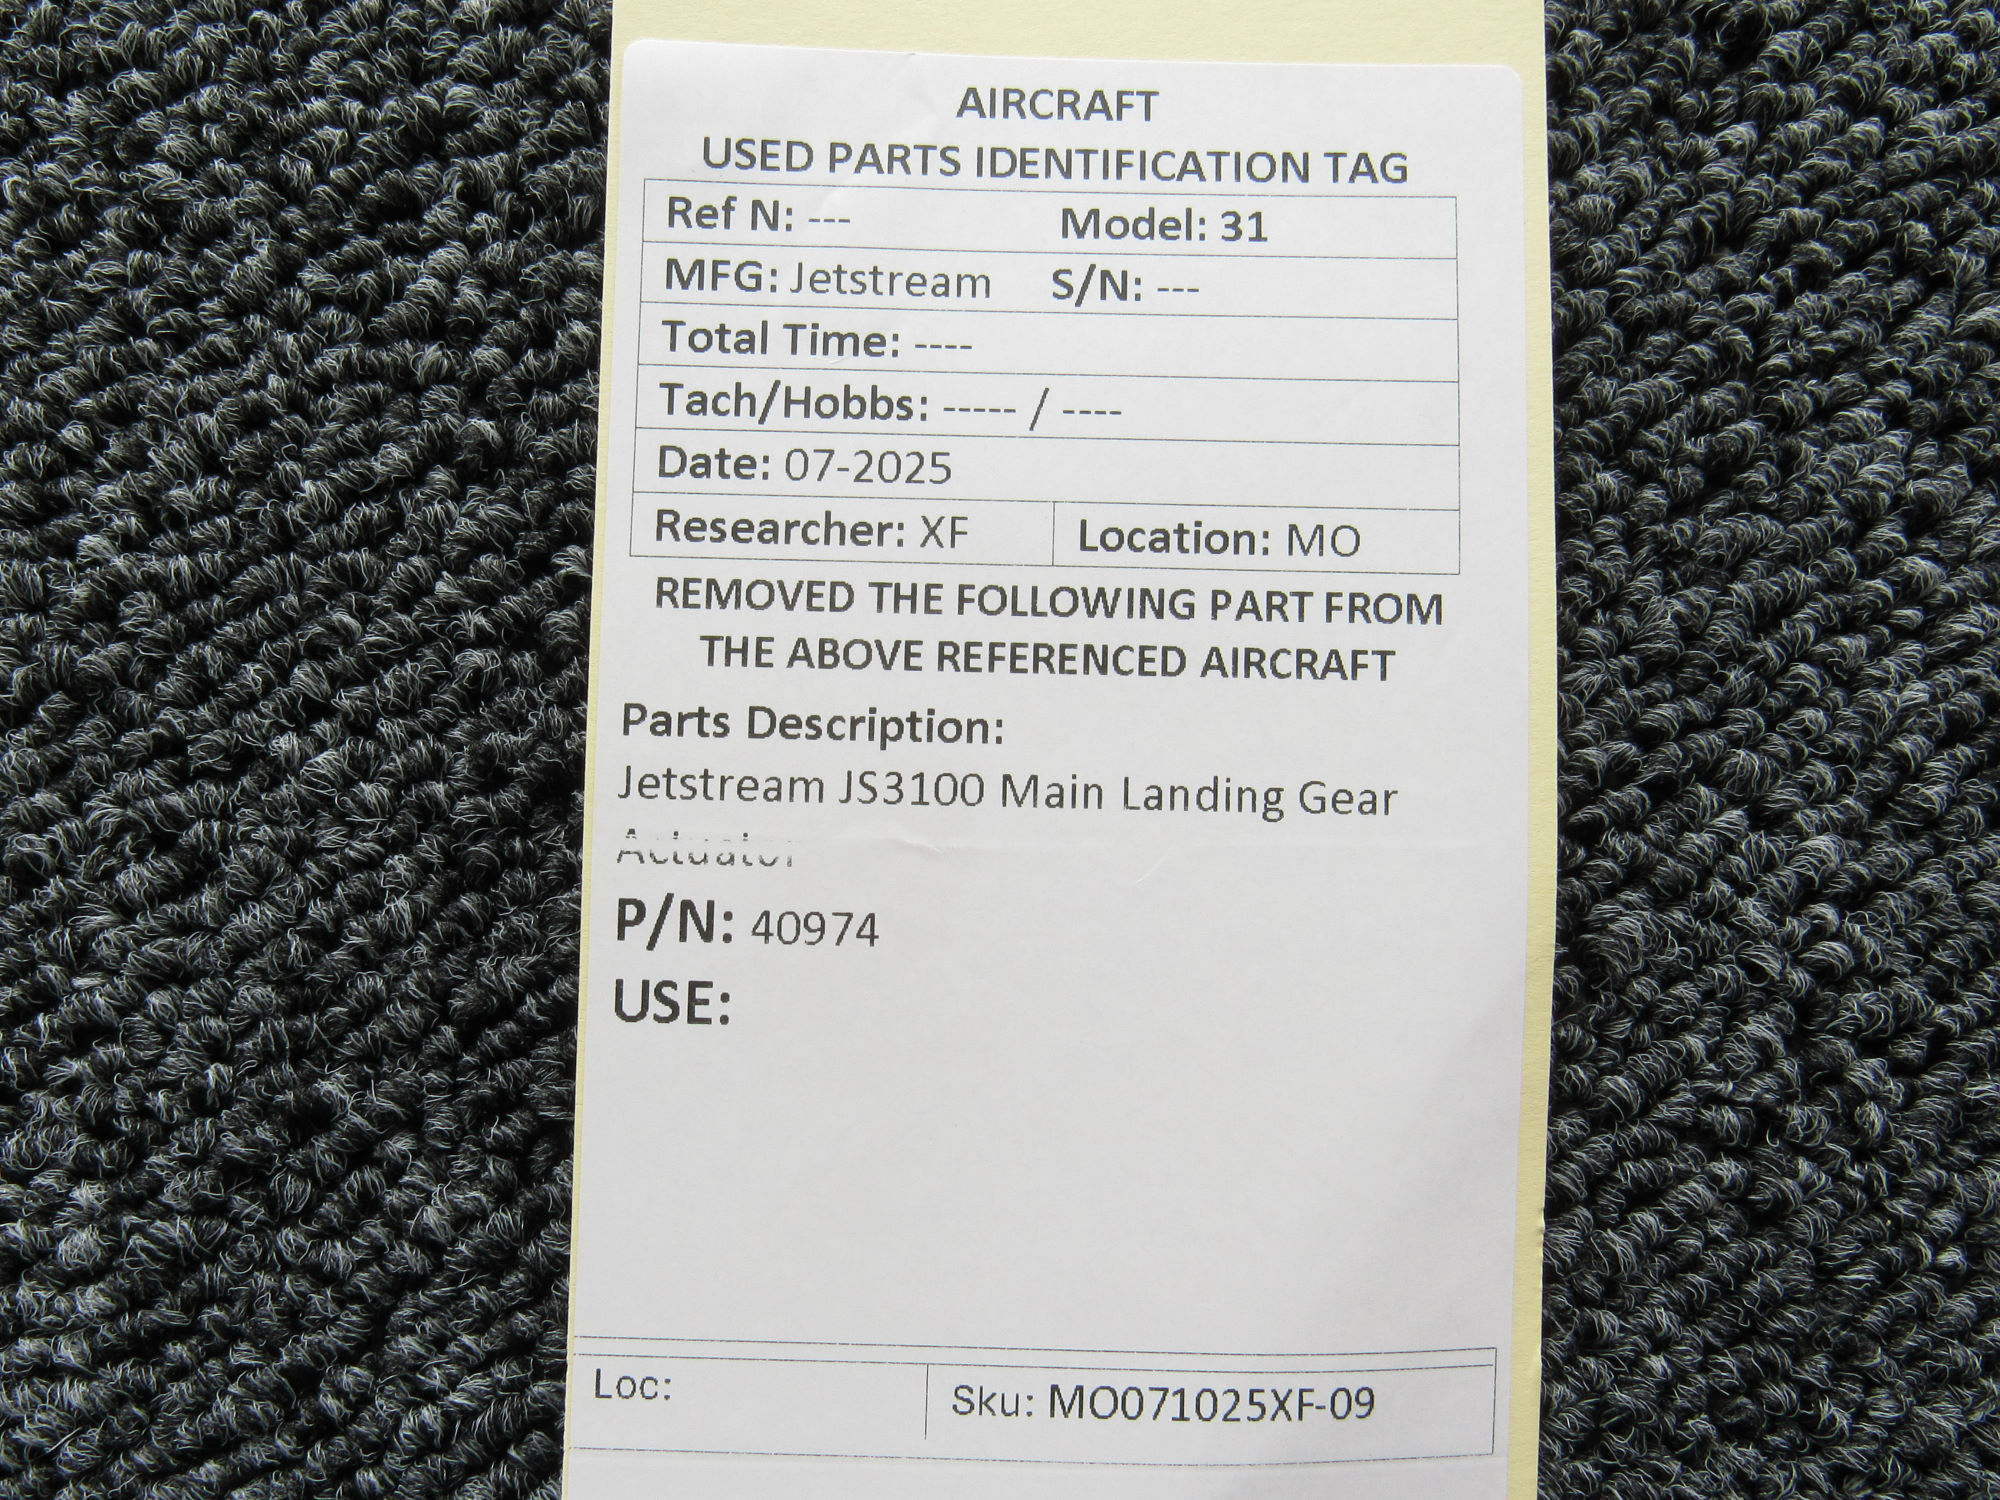 AIRCRAFT
USED PARTS IDENTIFICATION TAG
Ref N: --- Model: 31
MFG: Jetstream S/N: ---
Total Time: ----
Tach/Hobbs: ----- / ----
Date: 07-2025
Researcher: XF Location: MO
REMOVED THE FOLLOWING PART FROM
THE ABOVE REFERENCED AIRCRAFT
Parts Description:
Jetstream JS3100 Main Landing Gear
Actuator
P/N: 40974
USE:
Loc: Sku: MO071025XF-09